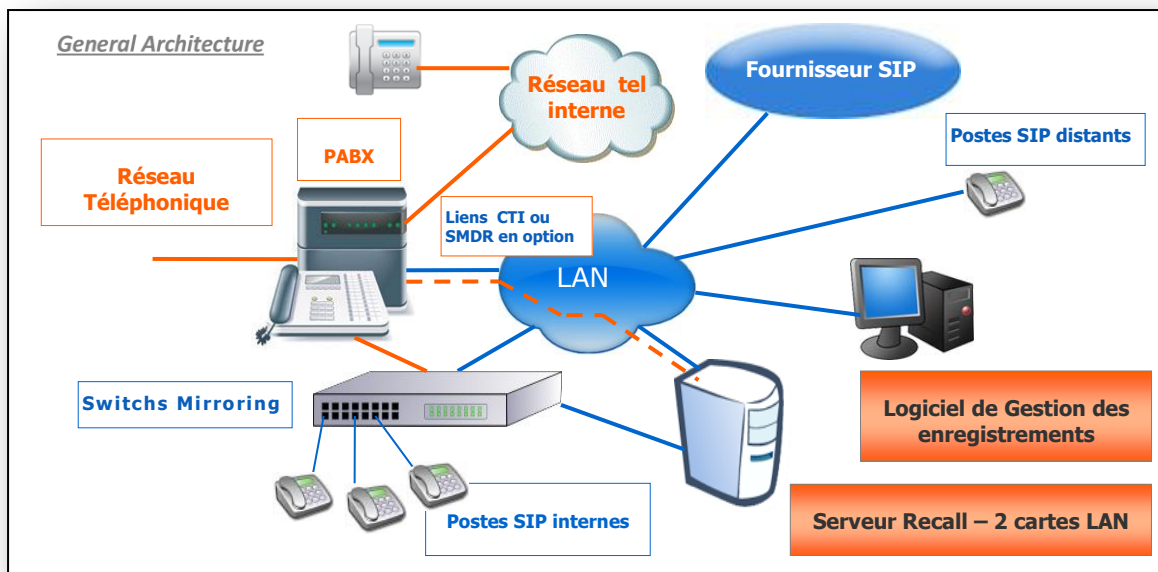 General Architecture
Réseau tel
interne
Fournisseur SIP
Postes SIP distants
PABX
Réseau
Téléphonique
Liens CTI ou
SMDR en option
LAN
Switchs Mirroring
Logiciel de Gestion des
enregistrements
Postes SIP internes
Serveur Recall – 2 cartes LAN